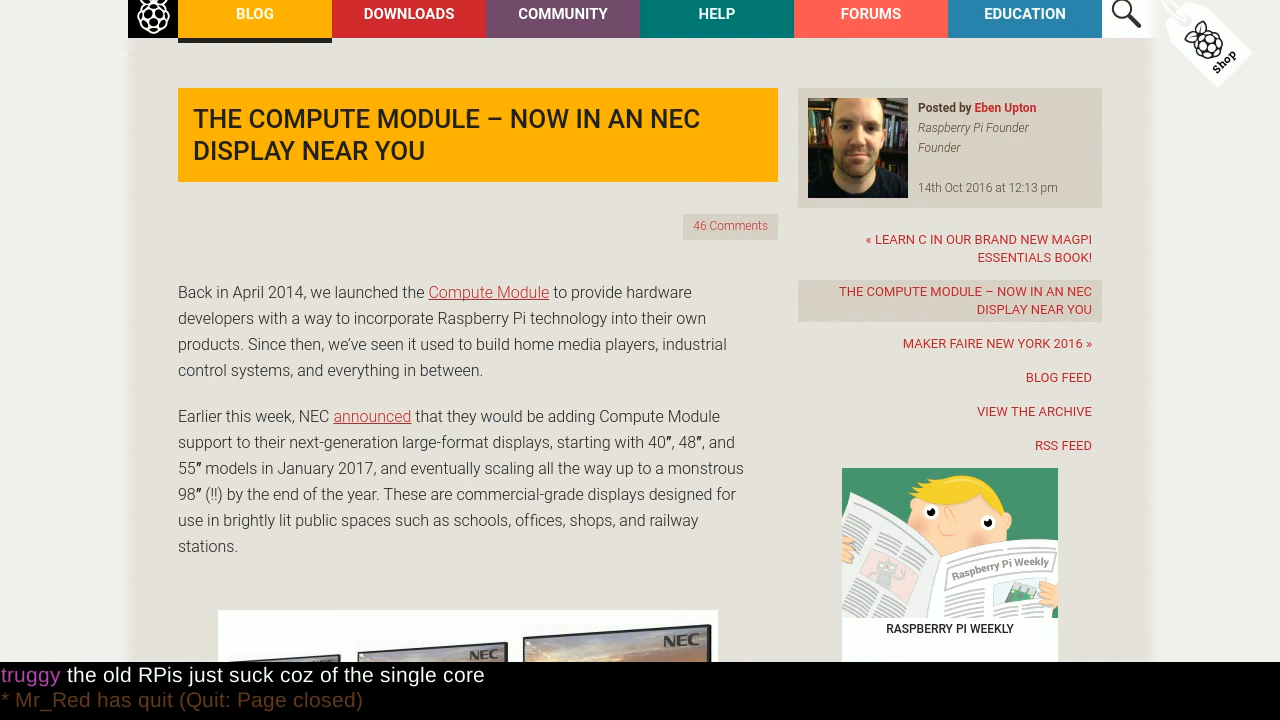 BLOG DOWNLOADS COMMUNITY HELP FORUMS EDUCATION
Shop
THE COMPUTE MODULE – NOW IN AN NEC
DISPLAY NEAR YOU
46 Comments
Back in April 2014, we launched the Compute Module to provide hardware
developers with a way to incorporate Raspberry Pi technology into their own
products. Since then, we’ve seen it used to build home media players, industrial
control systems, and everything in between.
Earlier this week, NEC announced that they would be adding Compute Module
support to their next-generation large-format displays, starting with 40″, 48″, and
55″ models in January 2017, and eventually scaling all the way up to a monstrous
98″ (!!) by the end of the year. These are commercial-grade displays designed for
use in brightly lit public spaces such as schools, offices, shops, and railway
stations.
NEC
NEC
Posted by Eben Upton
Raspberry Pi Founder
Founder
14th Oct 2016 at 12:13 pm
« LEARN C IN OUR BRAND NEW MAGPI
ESSENTIALS BOOK!
THE COMPUTE MODULE – NOW IN AN NEC
DISPLAY NEAR YOU
MAKER FAIRE NEW YORK 2016 »
BLOG FEED
VIEW THE ARCHIVE
RSS FEED
Raspberry Pi Weekly
RASPBERRY PI WEEKLY
truggy the old RPis just suck coz of the single core
* Mr_Red has quit (Quit: Page closed)